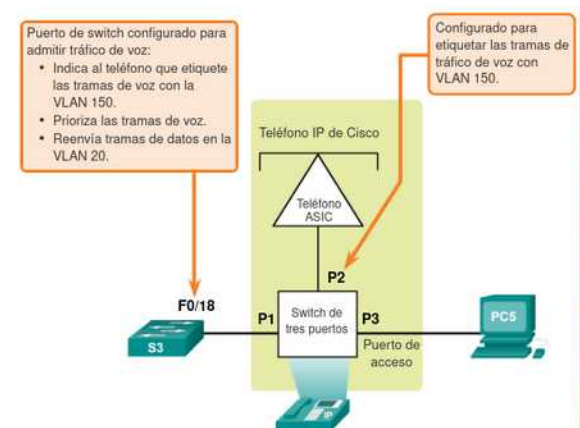 Puerto de switch configurado para
admitir tráfico de voz:
• Indica al teléfono que etiquete
las tramas de voz con la
VLAN 150.
• Prioriza las tramas de voz.
• Reenvía tramas de datos en la
VLAN 20.
Configurado para
etiquetar las tramas de
tráfico de voz con
VLAN 150.
Teléfono IP de Cisco
Teléfono
ASIC
P2
F0/18
P1
Switch de
tres puertos
P3
PC5
S3
Puerto de
acceso
IP